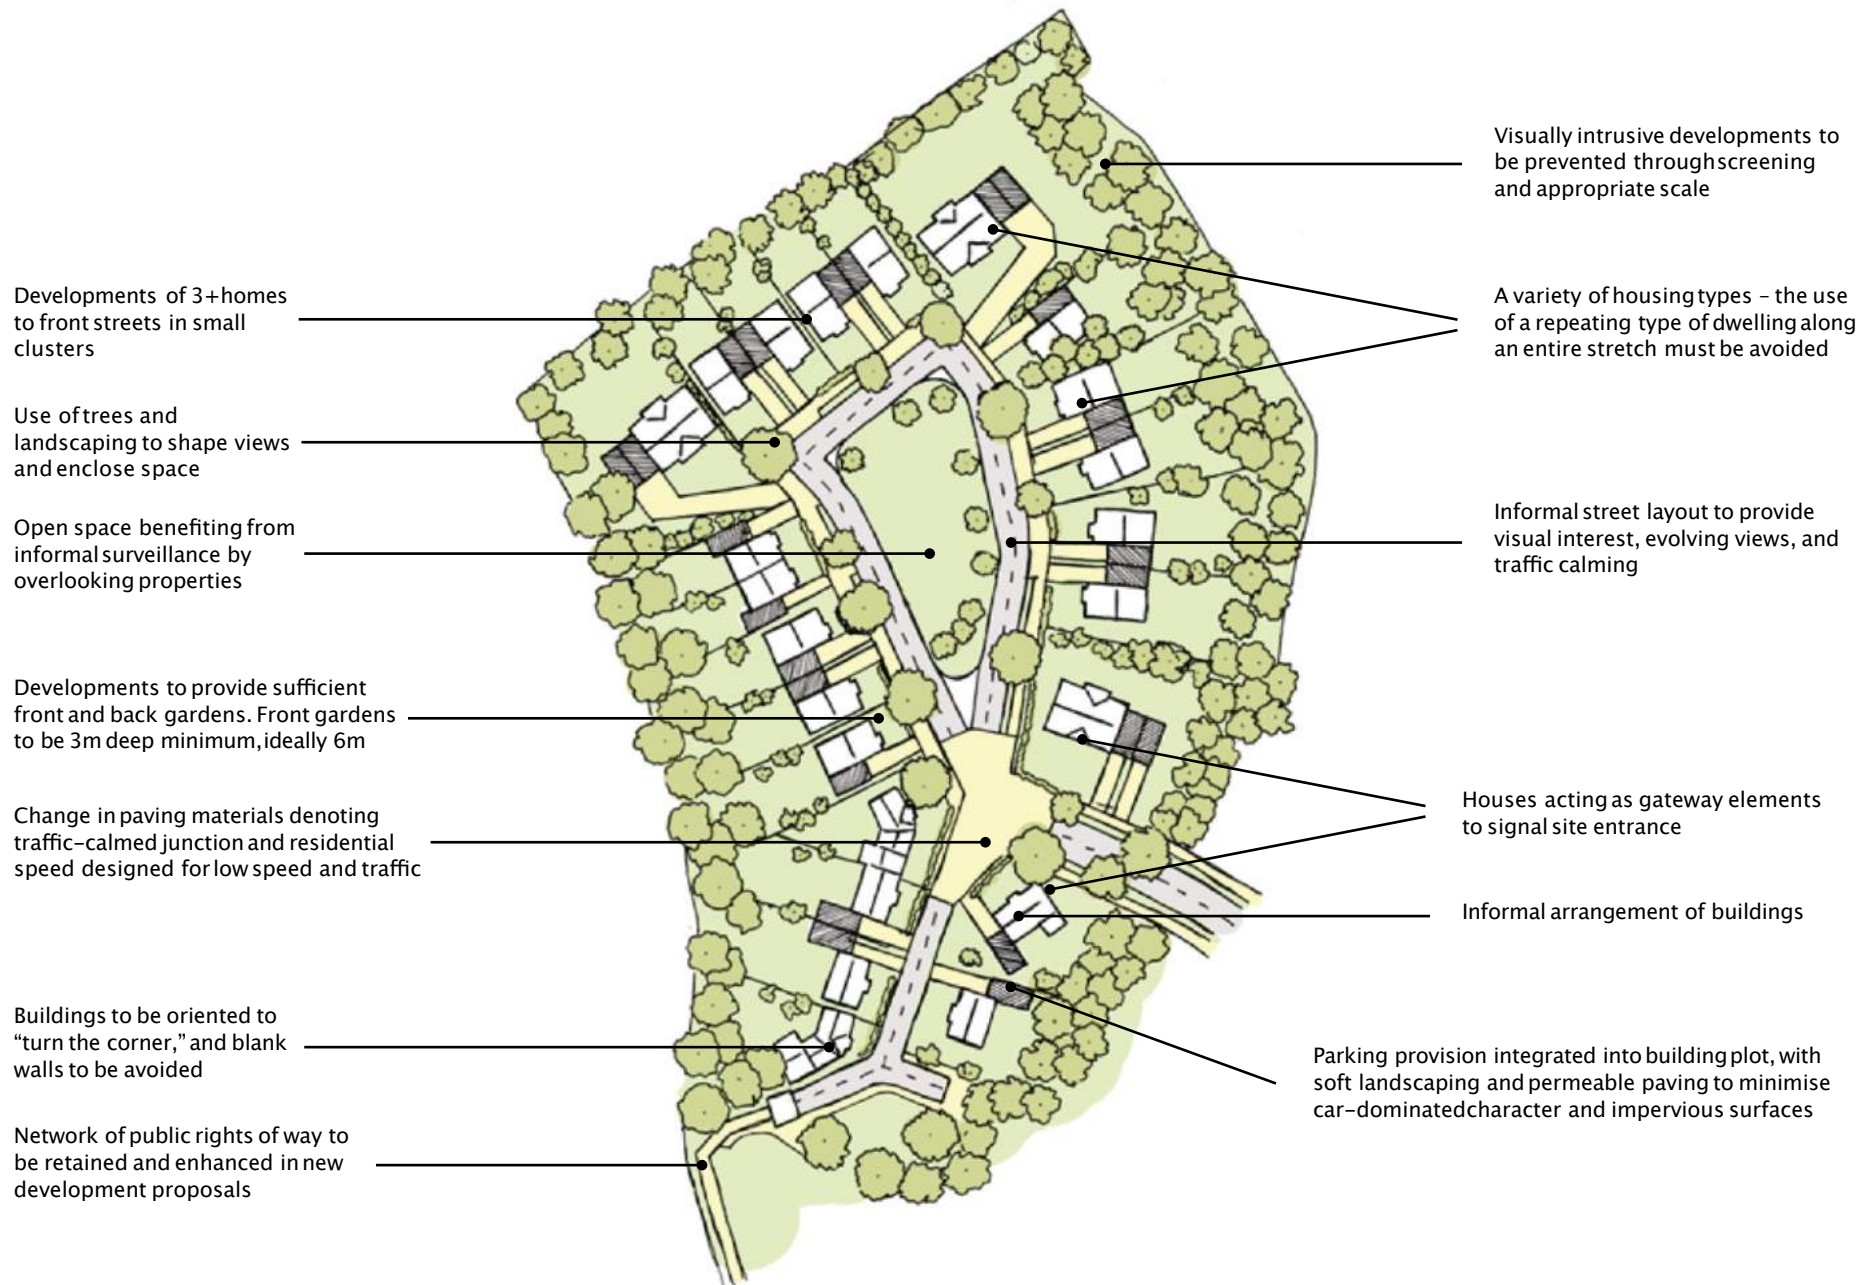 Developments of 3+homes
to front streets in small
clusters
Use of trees and
landscaping to shape views
and enclose space
Open space benefiting from
informal surveillance by
overlooking properties
Developments to provide sufficient
front and back gardens. Front gardens
to be 3m deep minimum, ideally 6m
Change in paving materials denoting
traffic-calmed junction and residential
speed designed for low speed and traffic
Buildings to be oriented to
“turn the corner,” and blank
walls to be avoided
Network of public rights of way to
be retained and enhanced in new
development proposals
Visually intrusive developments to
be prevented through screening
and appropriate scale
A variety of housing types – the use
of a repeating type of dwelling along
an entire stretch must be avoided
Informal street layout to provide
visual interest, evolving views, and
traffic calming
Houses acting as gateway elements
to signal site entrance
Informal arrangement of buildings
Parking provision integrated into building plot, with
soft landscaping and permeable paving to minimise
car-dominated character and impervious surfaces